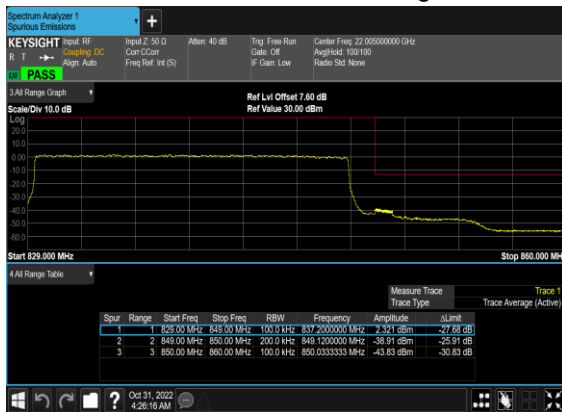 Spectrum Analyzer 1
Spurious Emissions
KEYSIGHT Input: RF Input Z: 50 Ω Atten: 40 dB Trig: Free Run Center Freq: 22.005000000 GHz
R T Coupling: DC Corr CCorr Gate: Off Avg|Hold: 100/100
Align: Auto Freq Ref: Int (S) IF Gain: Low Radio Std: None
PASS
3 All Range Graph
Ref Lvl Offset 7.60 dB
Scale/Div 10.0 dB Ref Value 30.00 dBm
Log
20.0
10.0
0.00
-10.0
-20.0
-30.0
-40.0
-50.0
-60.0
Start 829.000 MHz Stop 860.000 MH
4 All Range Table
Measure Trace Trace 1
Trace Type Trace Average (Active)
Spur Range Start Freq Stop Freq RBW Frequency Amplitude ΔLimit
1 1 829.00 MHz 849.00 MHz 100.0 kHz 837.2000000 MHz 2.321 dBm -27.68 dB
2 2 849.00 MHz 850.00 MHz 200.0 kHz 849.1200000 MHz -38.91 dBm -25.91 dB
3 3 850.00 MHz 860.00 MHz 100.0 kHz 850.0333333 MHz -43.83 dBm -30.83 dB
? Oct 31, 2022
4:26:16 AM